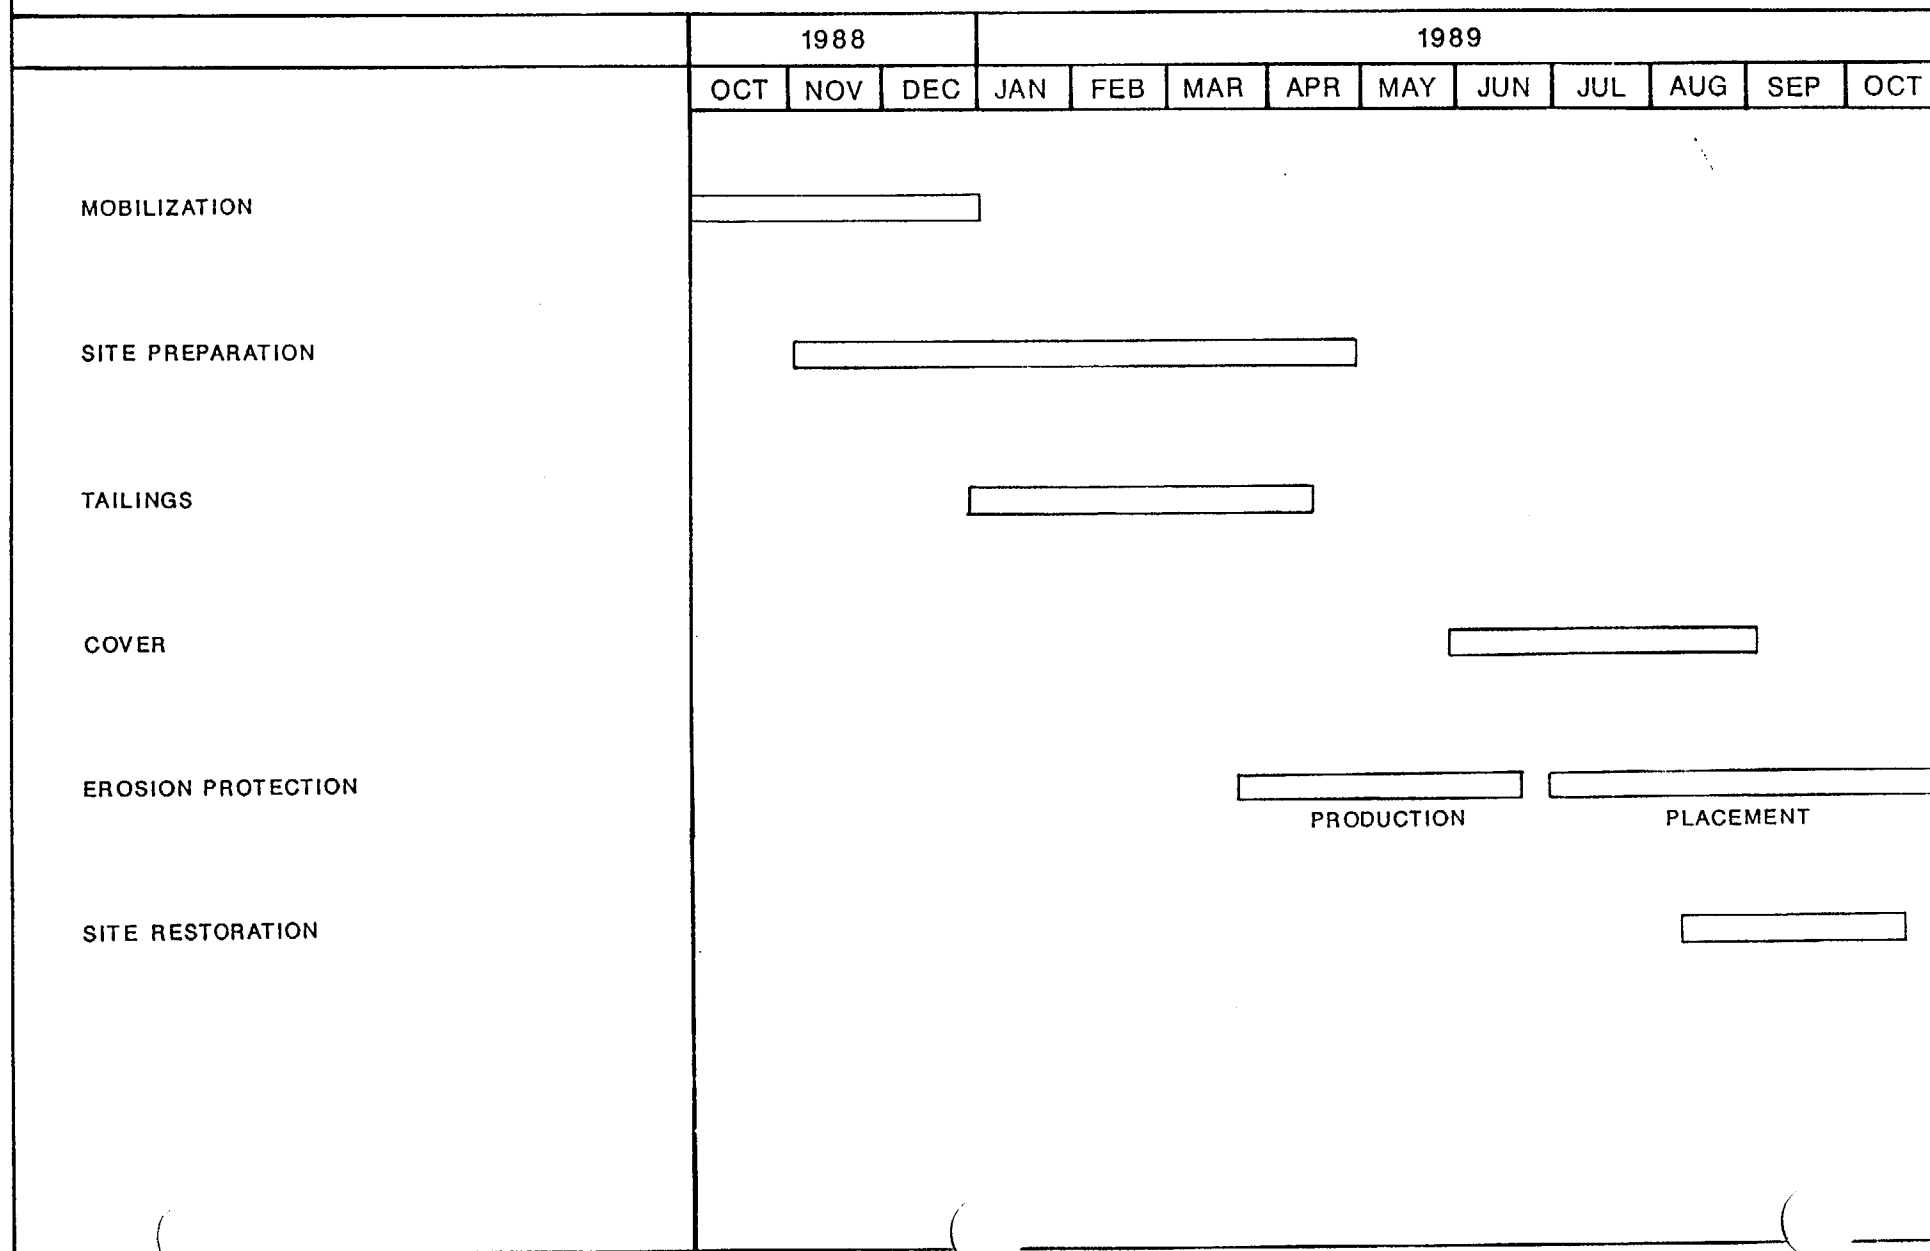 1988 1989
OCT NOV DEC JAN FEB MAR APR MAY JUN JUL AUG SEP OCT
MOBILIZATION
SITE PREPARATION
TAILINGS
COVER
EROSION PROTECTION
PRODUCTION PLACEMENT
SITE RESTORATION